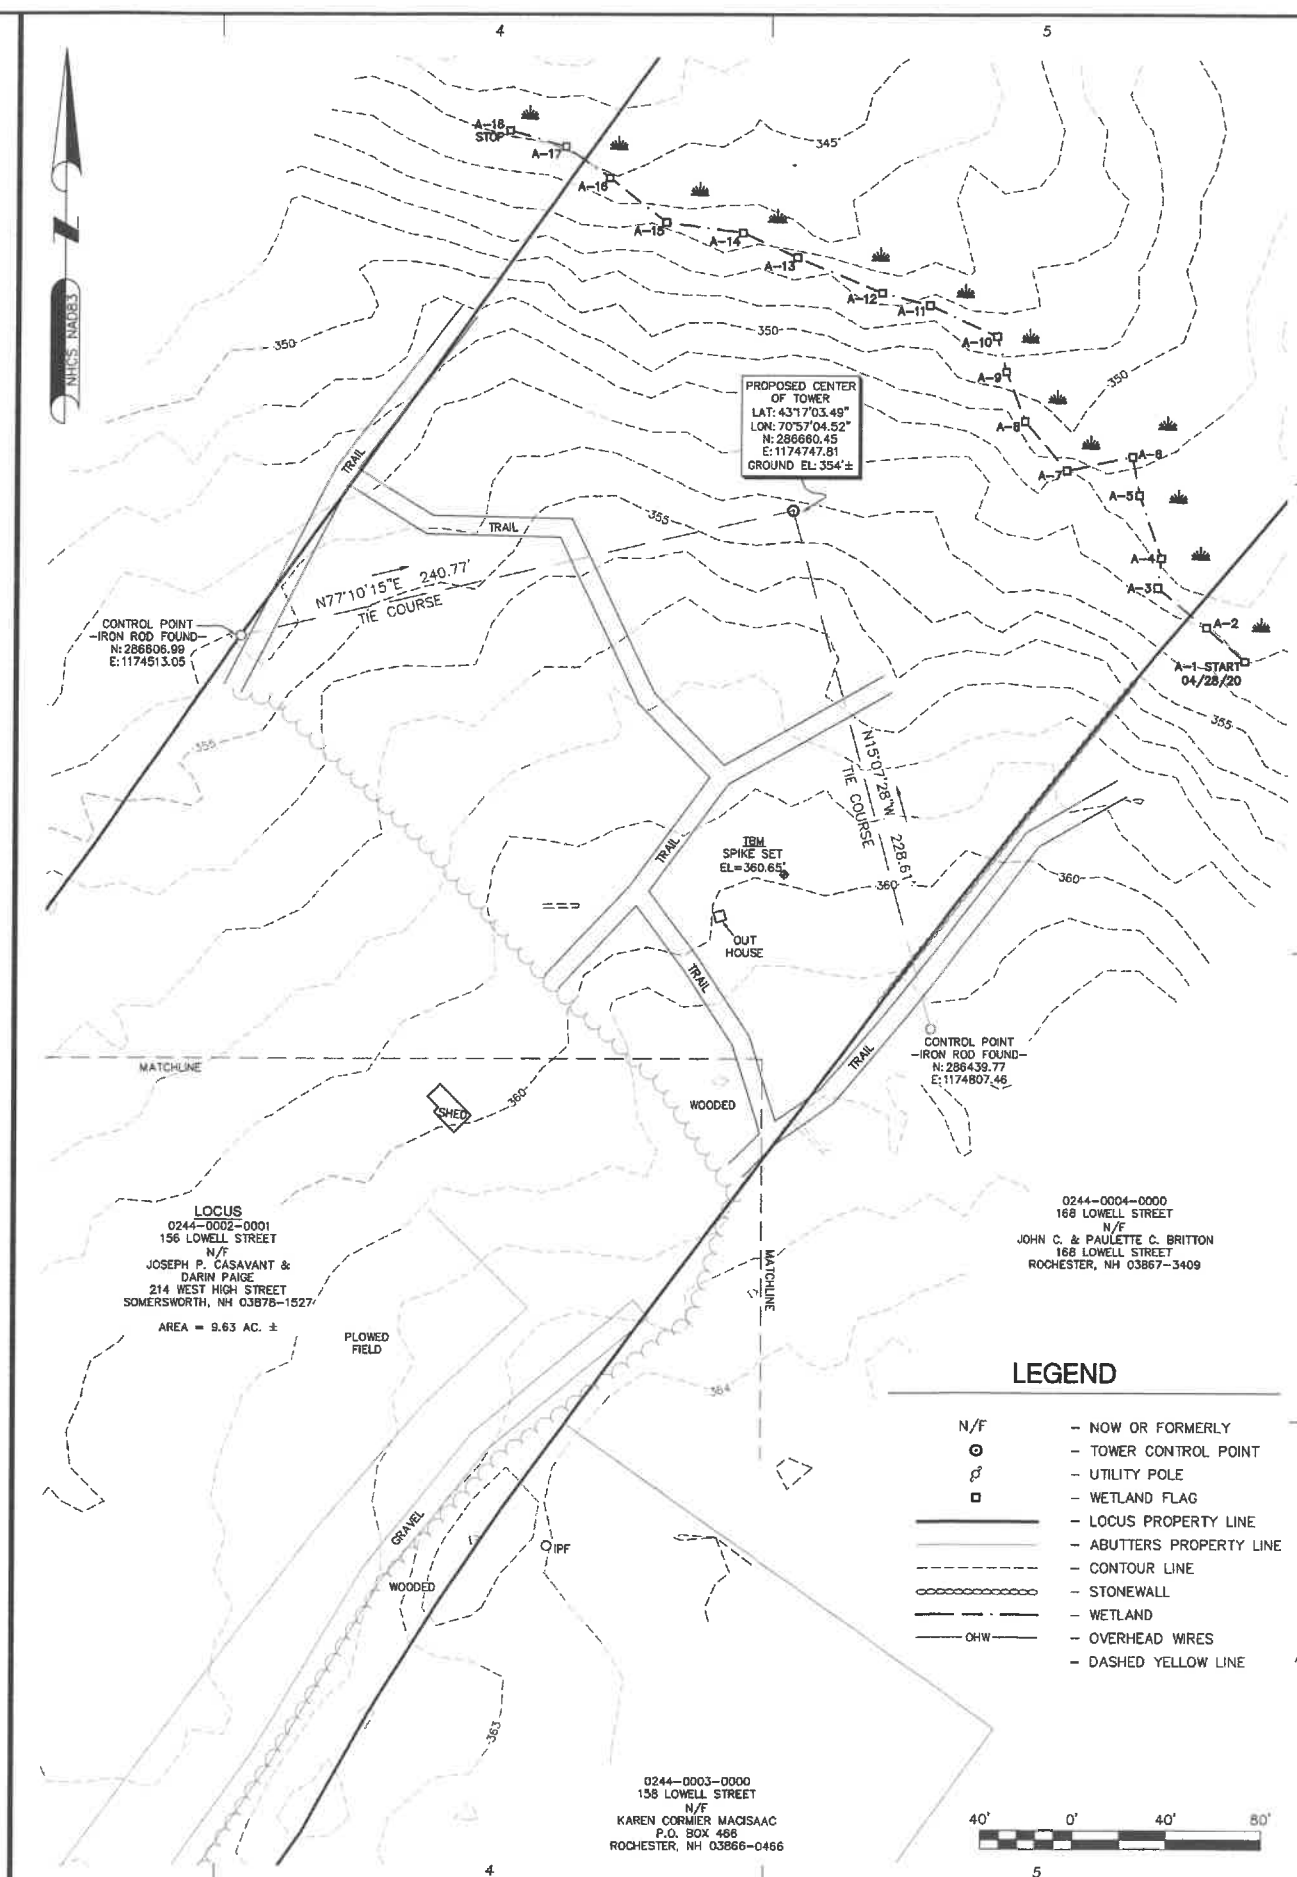 4
5
NHCS NAD83
A-18
STOP
A-17
A-16
A-15
A-14
A-13
A-12
A-11
A-10
A-9
A-8
A-7
A-6
A-5
A-4
A-3
A-2
A-1 START
04/28/20
345
350
350
350
PROPOSED CENTER
OF TOWER
LAT: 43°17'03.49"
LON: 70°57'04.52"
N: 286660.45
E: 1174747.81
GROUND EL: 354'±
TRAIL
TRAIL
355
N77°10'15"E 240.77'
TIE COURSE
CONTROL POINT
-IRON ROD FOUND-
N: 286606.99
E: 1174513.05
355
355
N15°07'28"W 228.61'
TIE COURSE
TRAIL
TBM
SPIKE SET
EL=360.65'
360
360
OUT
HOUSE
TRAIL
CONTROL POINT
-IRON ROD FOUND-
N: 286439.77
E: 1174807.46
TRAIL
MATCHLINE
360
SHED
WOODED
LOCUS
0244-0002-0001
156 LOWELL STREET
N/F
JOSEPH P. CASAVANT &
DARIN PAIGE
214 WEST HIGH STREET
SOMERSWORTH, NH 03878-1527
AREA = 9.63 AC. ±
0244-0004-0000
168 LOWELL STREET
N/F
JOHN C. & PAULETTE C. BRITTON
168 LOWELL STREET
ROCHESTER, NH 03867-3409
MATCHLINE
PLOWED
FIELD
364
GRAVEL
IPF
WOODED
363
LEGEND
N/F - NOW OR FORMERLY
- TOWER CONTROL POINT
- UTILITY POLE
- WETLAND FLAG
- LOCUS PROPERTY LINE
- ABUTTERS PROPERTY LINE
- CONTOUR LINE
- STONEWALL
- WETLAND
OHW - OVERHEAD WIRES
- DASHED YELLOW LINE
0244-0003-0000
158 LOWELL STREET
N/F
KAREN CORMIER MACISAAC
P.O. BOX 466
ROCHESTER, NH 03866-0466
40' 0' 40' 80'
4
5